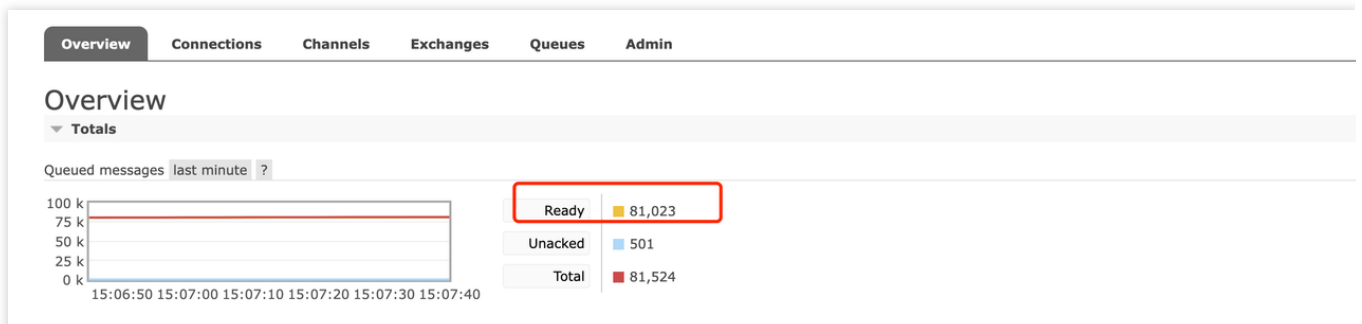 Overview Connections Channels Exchanges Queues Admin
Overview
Totals
Queued messages last minute ?
100 k
75 k
50 k
25 k
0 k
15:06:50 15:07:00 15:07:10 15:07:20 15:07:30 15:07:40
Ready 81,023
Unacked 501
Total 81,524